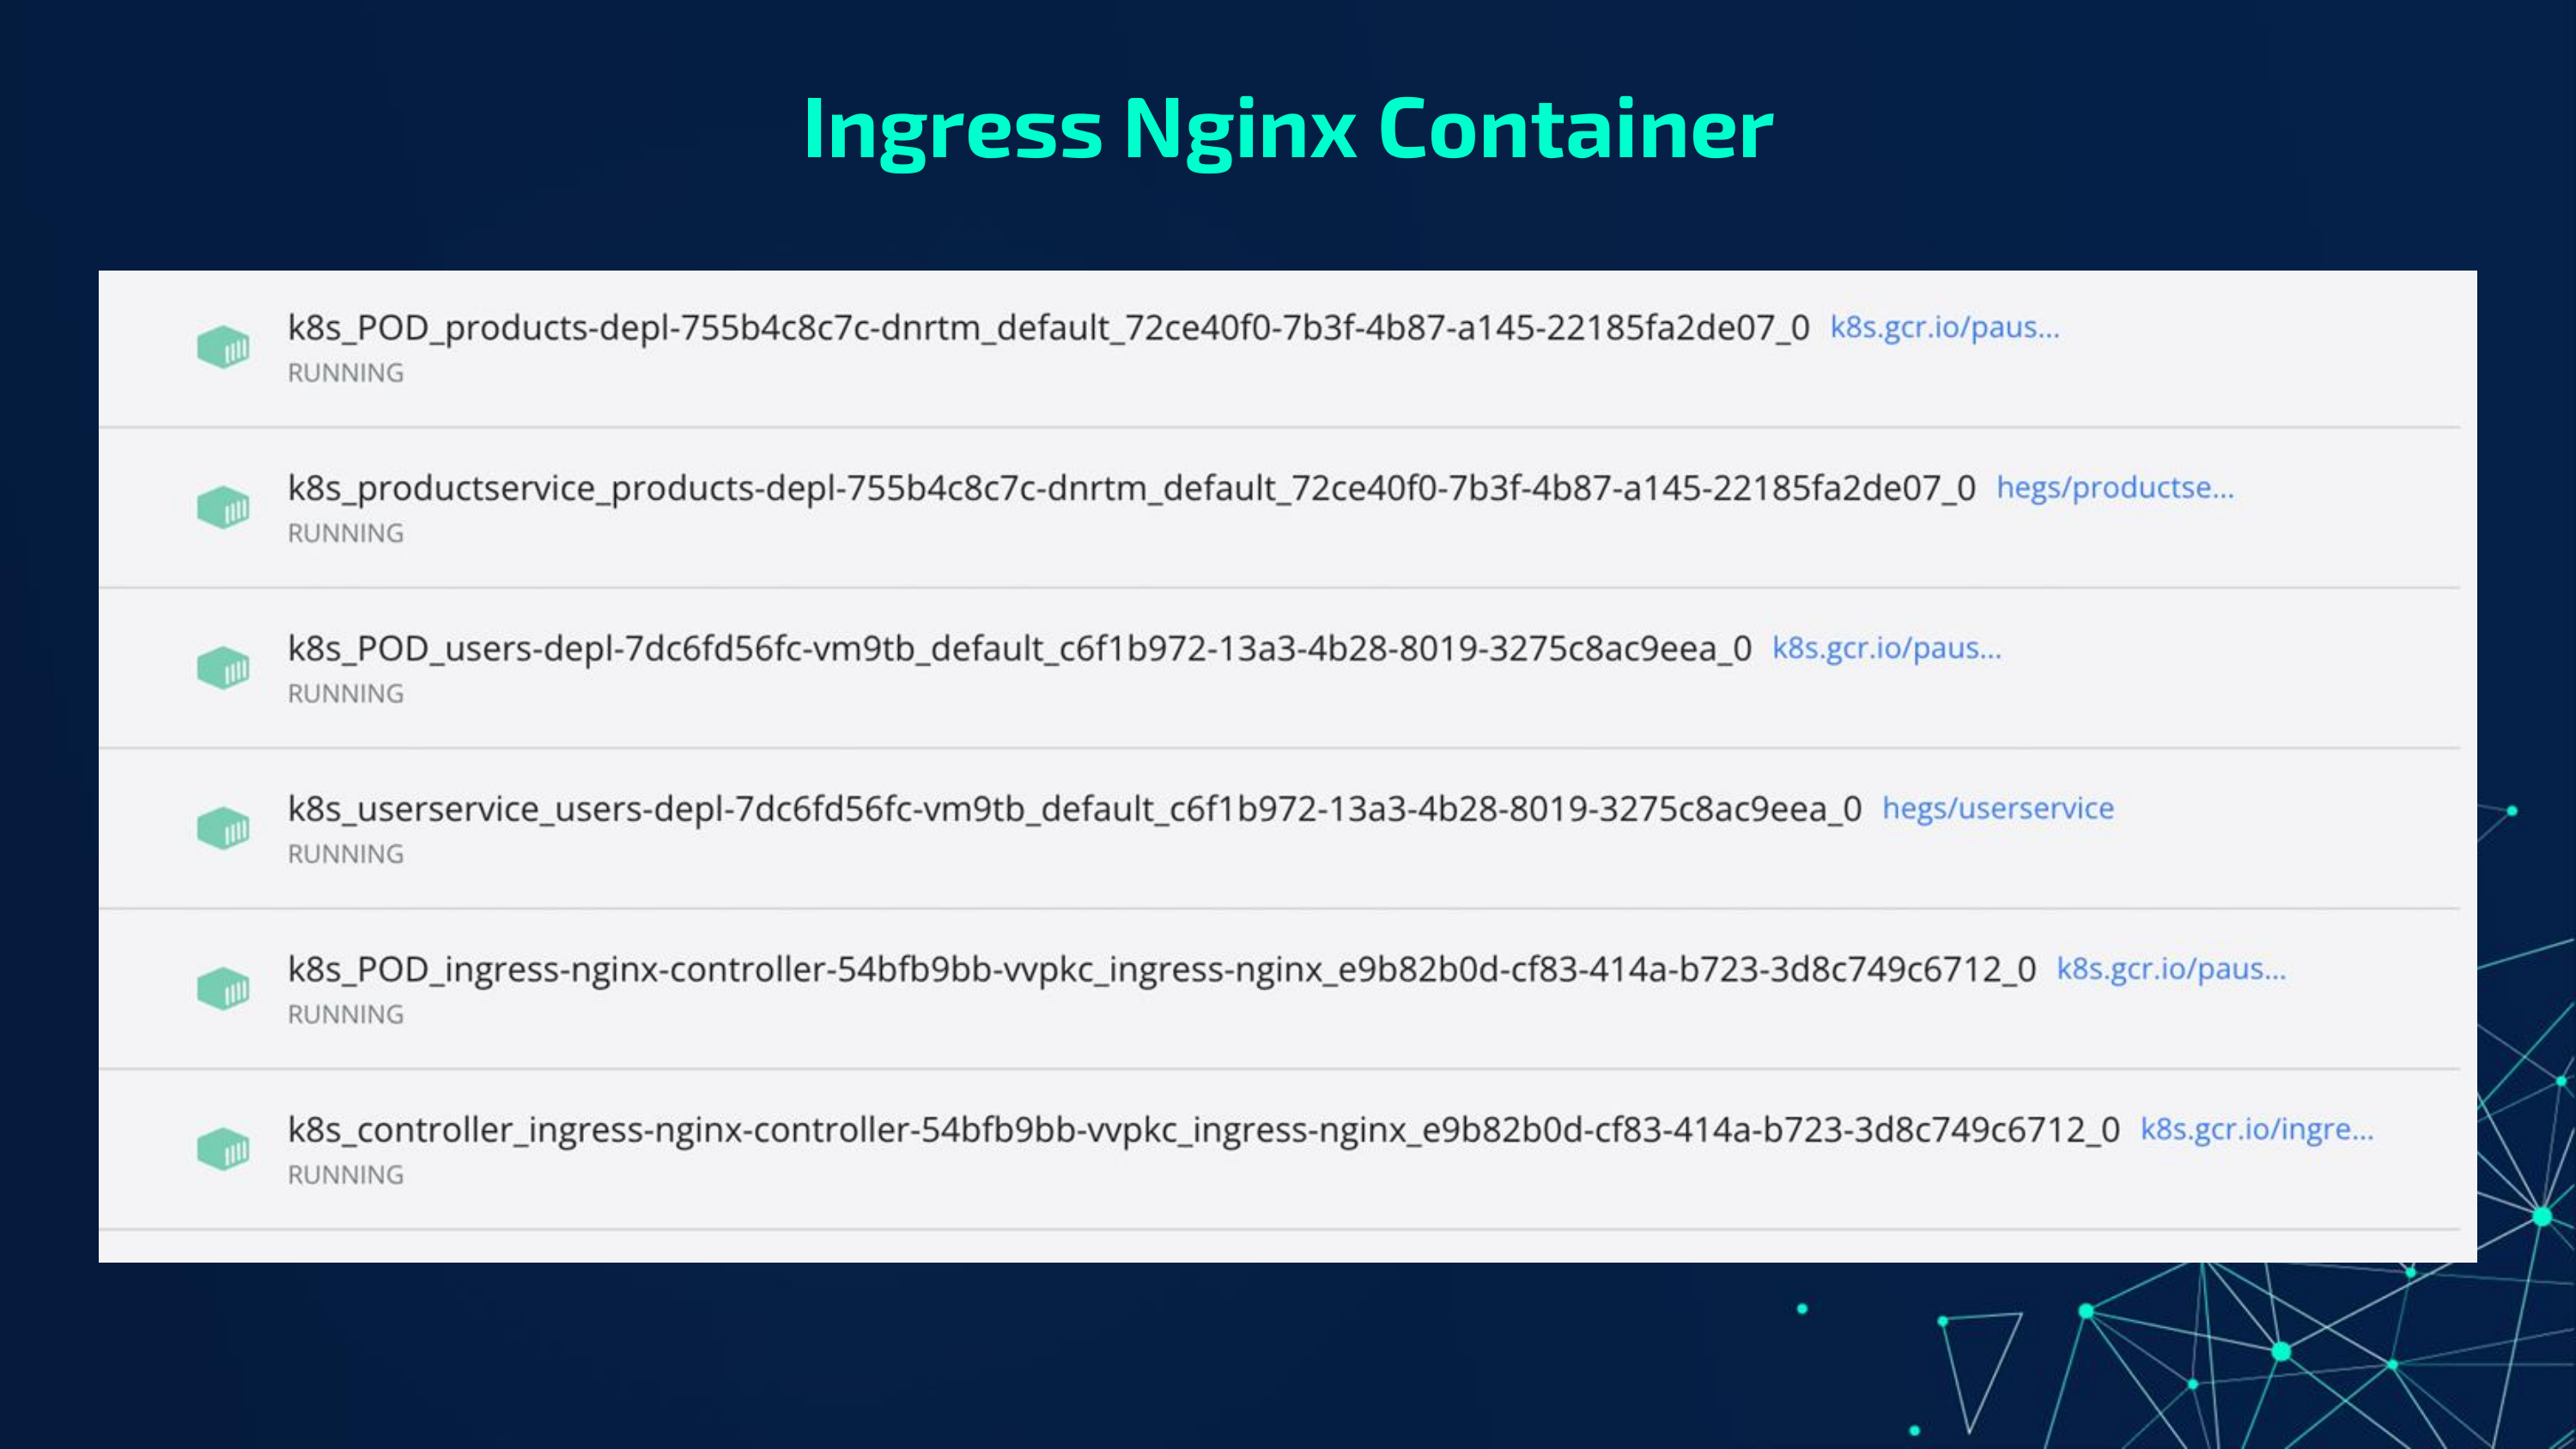 Ingress Nginx Container
k8s_POD_products-depl-755b4c8c7c-dnrtm_default_72ce40f0-7b3f-4b87-a145-22185fa2de07_0 k8s.gcr.io/paus...
RUNNING
k8s_productservice_products-depl-755b4c8c7c-dnrtm_default_72ce40f0-7b3f-4b87-a145-22185fa2de07_0 hegs/productse...
RUNNING
k8s_POD_users-depl-7dc6fd56fc-vm9tb_default_c6f1b972-13a3-4b28-8019-3275c8ac9eea_0 k8s.gcr.io/paus...
RUNNING
k8s_userservice_users-depl-7dc6fd56fc-vm9tb_default_c6f1b972-13a3-4b28-8019-3275c8ac9eea_0 hegs/userservice
RUNNING
k8s_POD_ingress-nginx-controller-54bfb9bb-vvpkc_ingress-nginx_e9b82b0d-cf83-414a-b723-3d8c749c6712_0 k8s.gcr.io/paus...
RUNNING
k8s_controller_ingress-nginx-controller-54bfb9bb-vvpkc_ingress-nginx_e9b82b0d-cf83-414a-b723-3d8c749c6712_0 k8s.gcr.io/ingre...
RUNNING